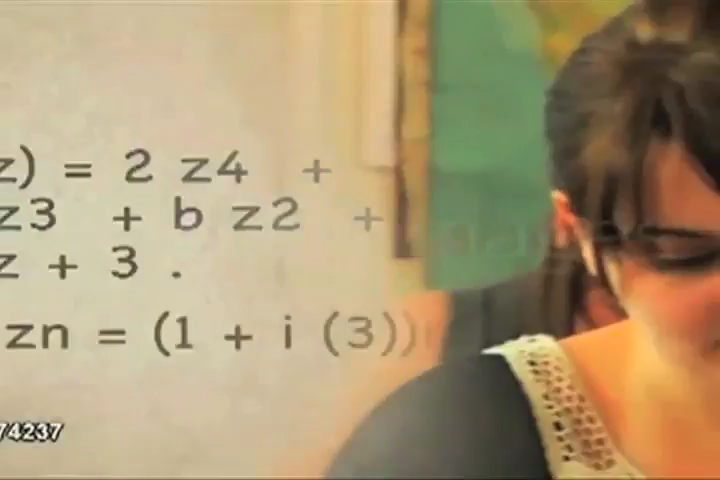 z) = 2 z4 +
z3 + b z2 +
z + 3 .
zn = (1 + i (3))
74237